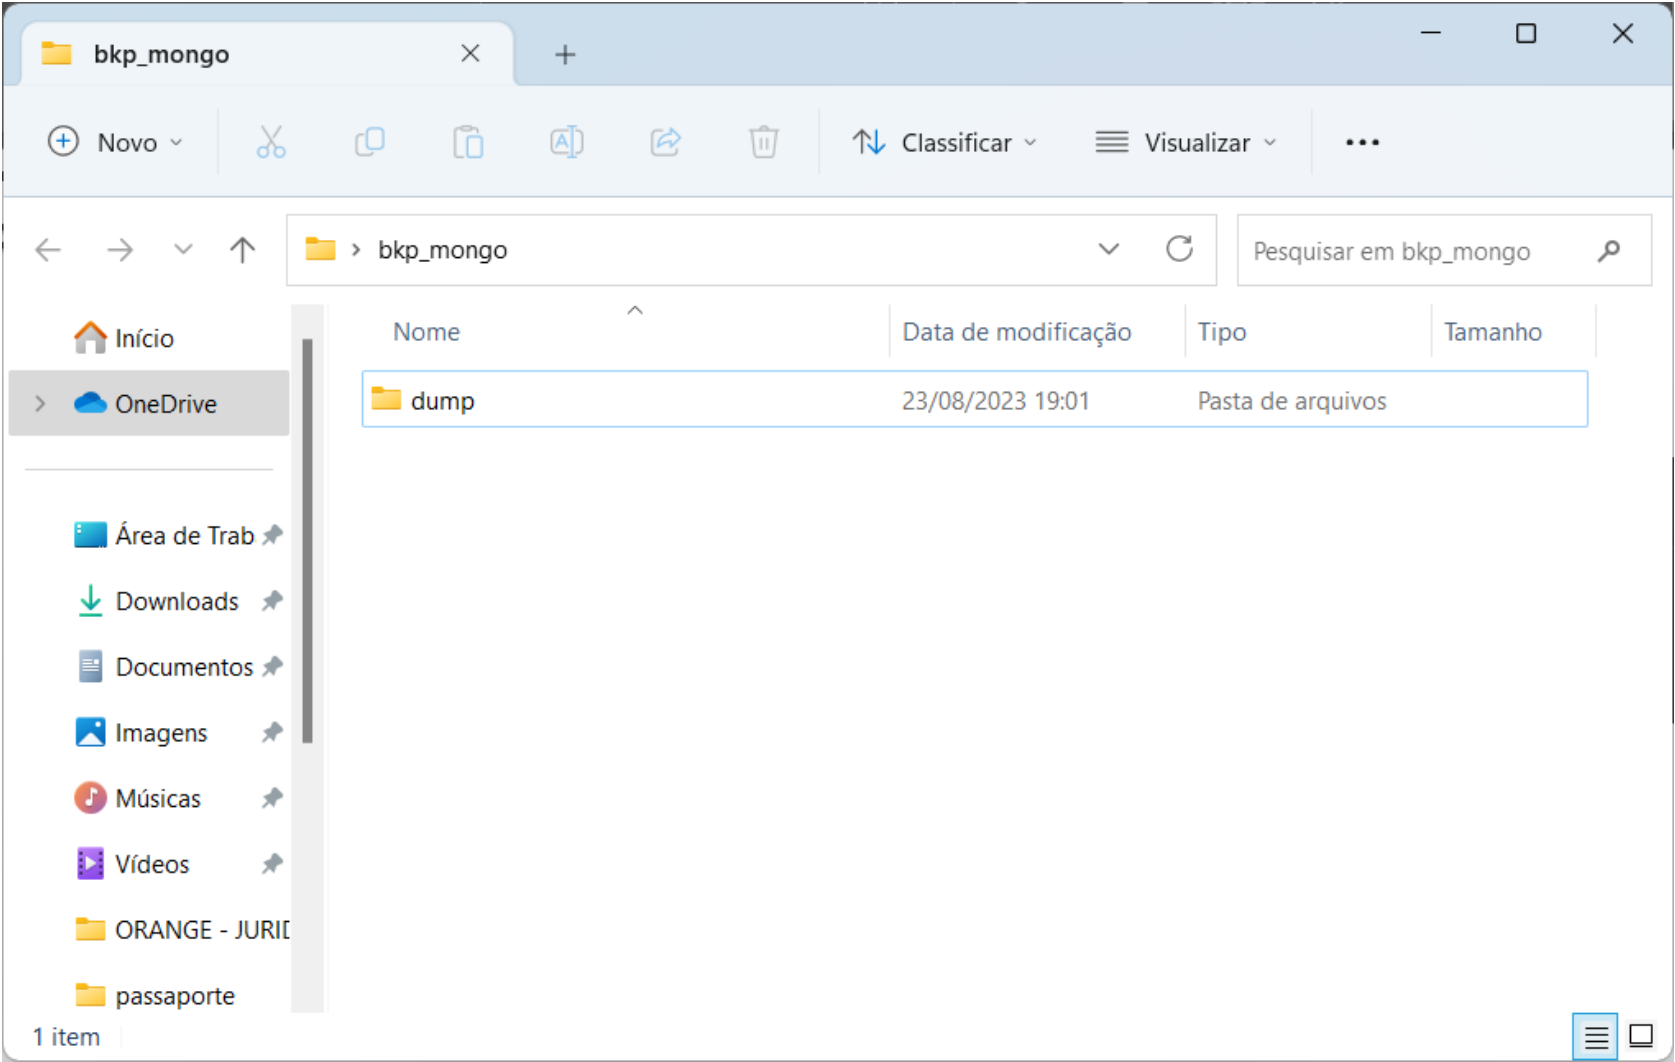 bkp_mongo
Novo
Classificar
Visualizar
bkp_mongo
Pesquisar em bkp_mongo
Início
OneDrive
Área de Trab
Downloads
Documentos
Imagens
Músicas
Vídeos
ORANGE - JURID
passaporte
Nome
Data de modificação
Tipo
Tamanho
dump
23/08/2023 19:01
Pasta de arquivos
1 item